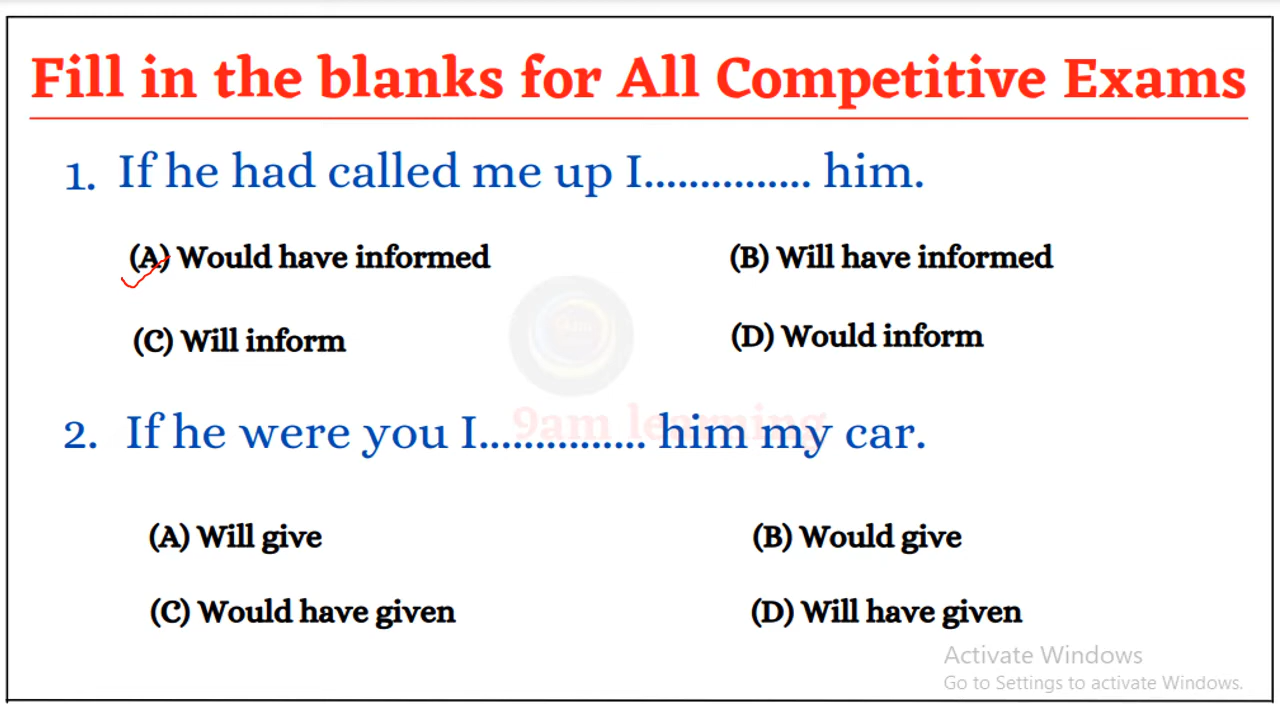 Fill in the blanks for All Competitive Exams
1. If he had called me up I............... him.
(A) Would have informed (B) Will have informed
(C) Will inform (D) Would inform
9am learning
2. If he were you I............... him my car.
(A) Will give (B) Would give
(C) Would have given (D) Will have given
Activate Windows
Go to Settings to activate Windows.